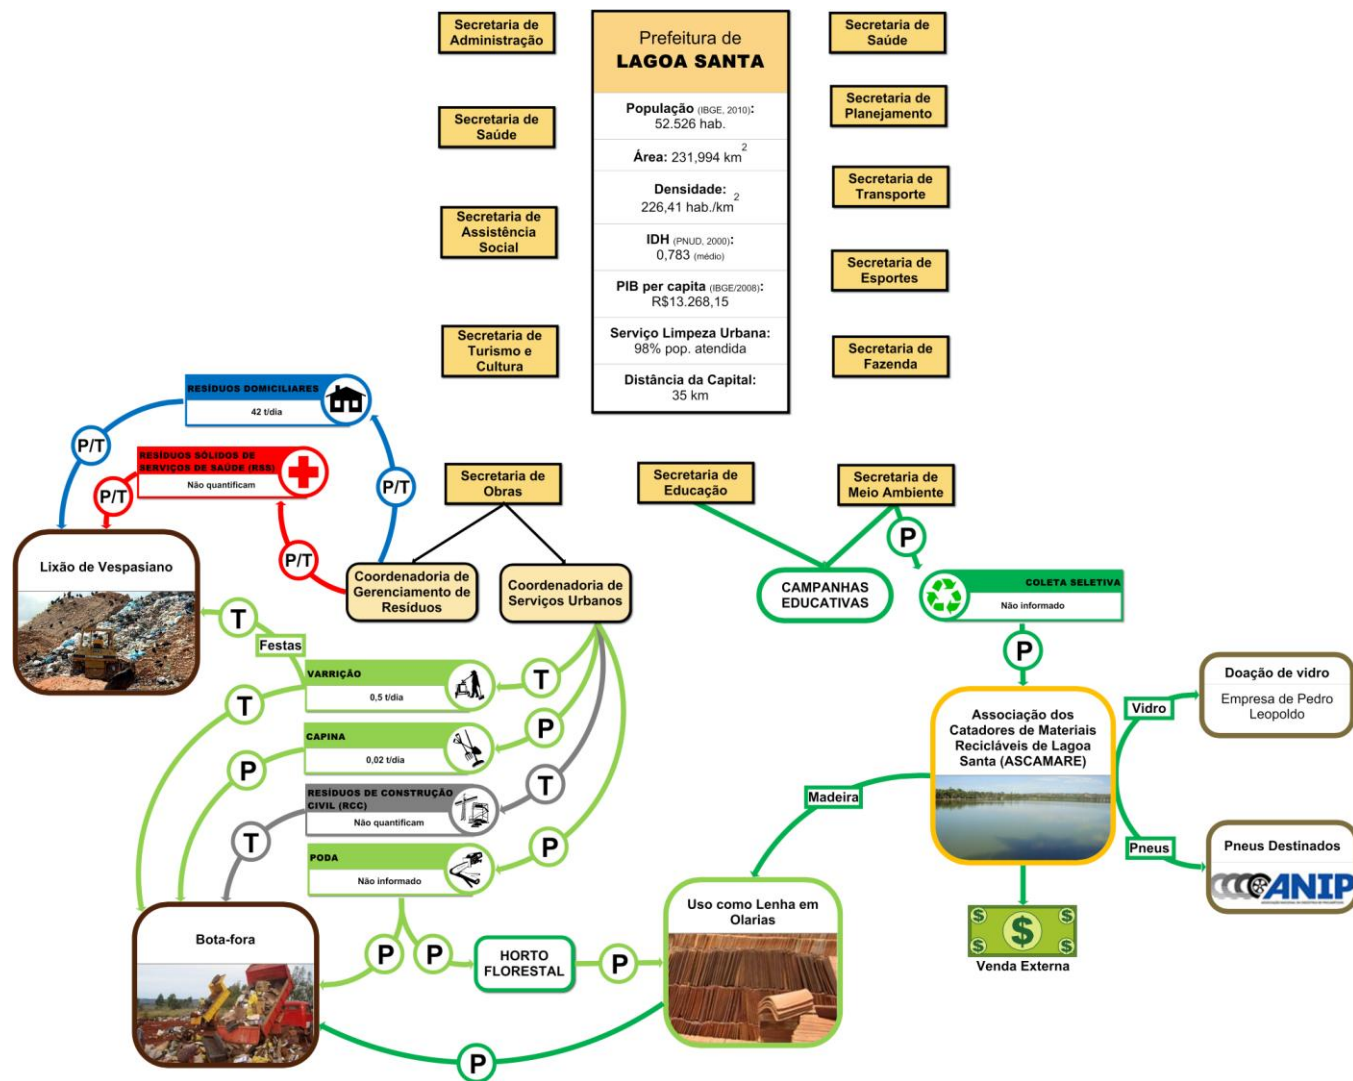 Secretaria de
Administração
Prefeitura de
LAGOA SANTA
Secretaria de
Saúde
Secretaria de
Saúde
População (IBGE, 2010):
52.526 hab.
Secretaria de
Planejamento
Área: 231,994 km2
Secretaria de
Assistência
Social
Densidade:
226,41 hab./km2
Secretaria de
Transporte
IDH (PNUD, 2000):
0,783 (médio)
Secretaria de
Esportes
PIB per capita (IBGE/2008):
R$13.268,15
Secretaria de
Turismo e
Cultura
Serviço Limpeza Urbana:
98% pop. atendida
Secretaria de
Fazenda
Distância da Capital:
35 km
RESÍDUOS DOMICILIARES
42 t/dia
P/T
RESÍDUOS SÓLIDOS DE
SERVIÇOS DE SAÚDE (RSS)
Não quantificam
P/T
P/T
P/T
Secretaria de
Obras
Secretaria de
Educação
Secretaria de
Meio Ambiente
P
Lixão de Vespasiano
Coordenadoria de
Gerenciamento de
Resíduos
Coordenadoria de
Serviços Urbanos
CAMPANHAS
EDUCATIVAS
COLETA SELETIVA
Não informado
T
Festas
P
VARRIÇÃO
0,5 t/dia
T
T
CAPINA
0,02 t/dia
P
P
RESÍDUOS DE CONSTRUÇÃO
CIVIL (RCC)
Não quantificam
T
T
PODA
Não informado
P
Associação dos
Catadores de Materiais
Recicláveis de Lagoa
Santa (ASCAMARE)
Vidro
Doação de vidro
Empresa de Pedro
Leopoldo
Madeira
Pneus
Pneus Destinados
ANIP
Bota-fora
P
P
HORTO
FLORESTAL
P
Uso como Lenha em
Olarias
$ $
$
$ $
Venda Externa
P